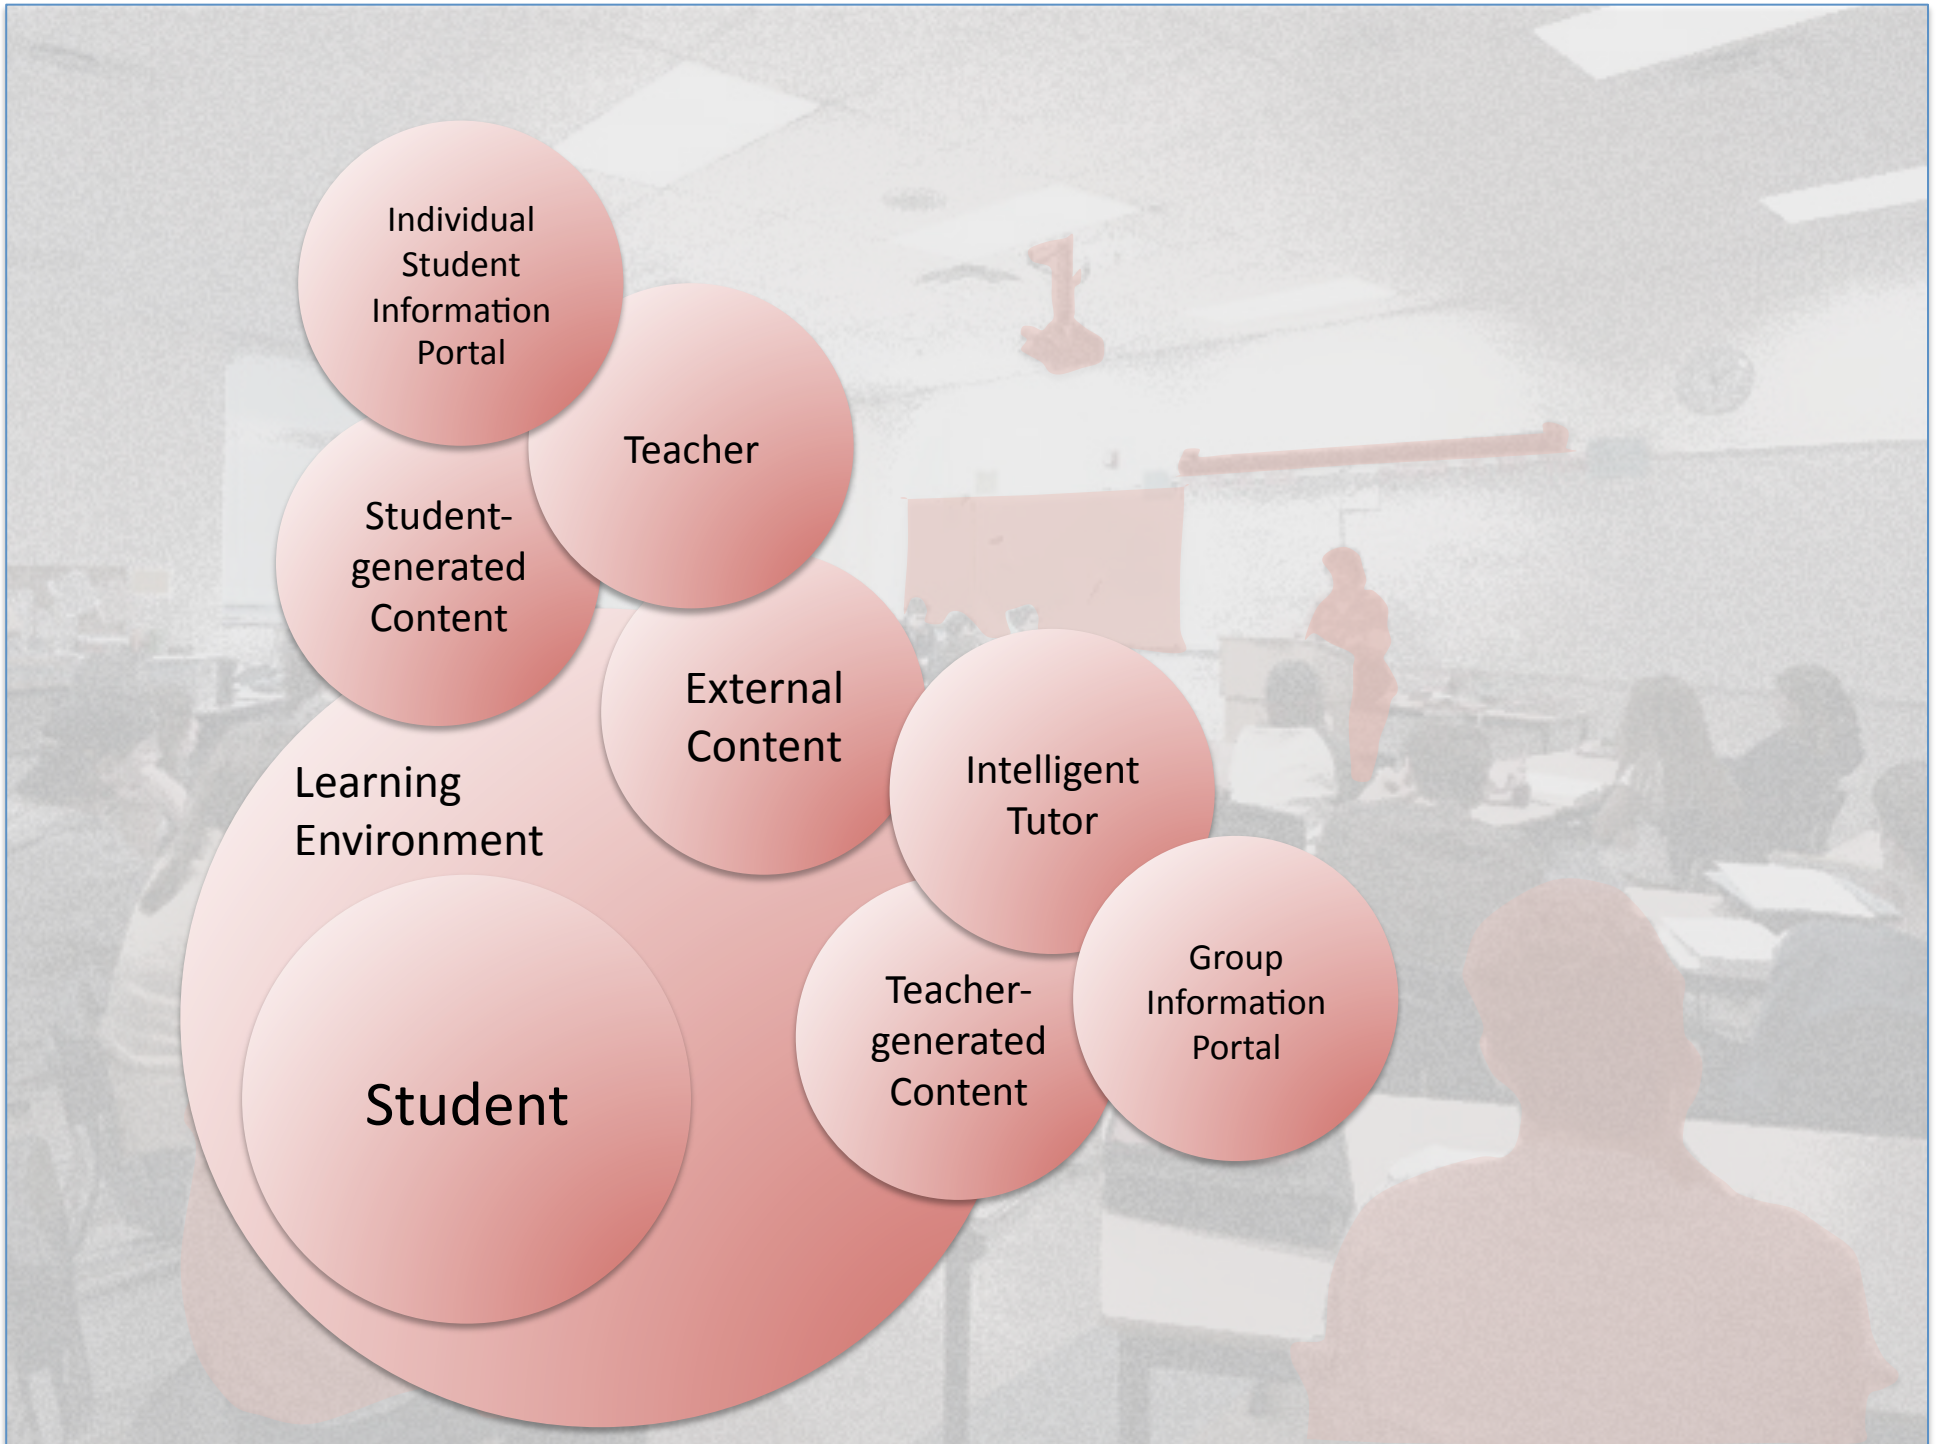 Individual
Student
Information
Portal
Teacher
Student-
generated
Content
External
Content
Intelligent
Tutor
Learning
Environment
Group
Information
Portal
Teacher-
generated
Content
Student